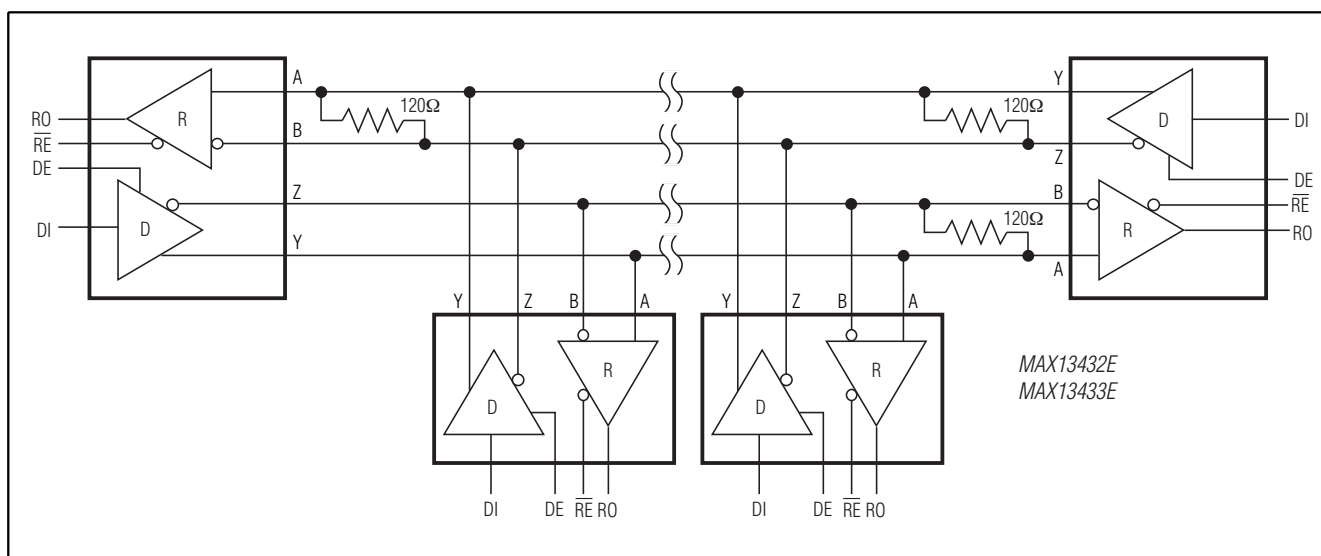 A
Y
120Ω
120Ω
RO
R
D
DI
B
RE
Z
DE
Z
B
DE
RE
120Ω
DI
D
R
RO
Y
A
Y
Z
B
A
Y
Z
B
A
R
R
MAX13432E
D
D
MAX13433E
DI
DE
RE
RO
DI
DE
RE
RO